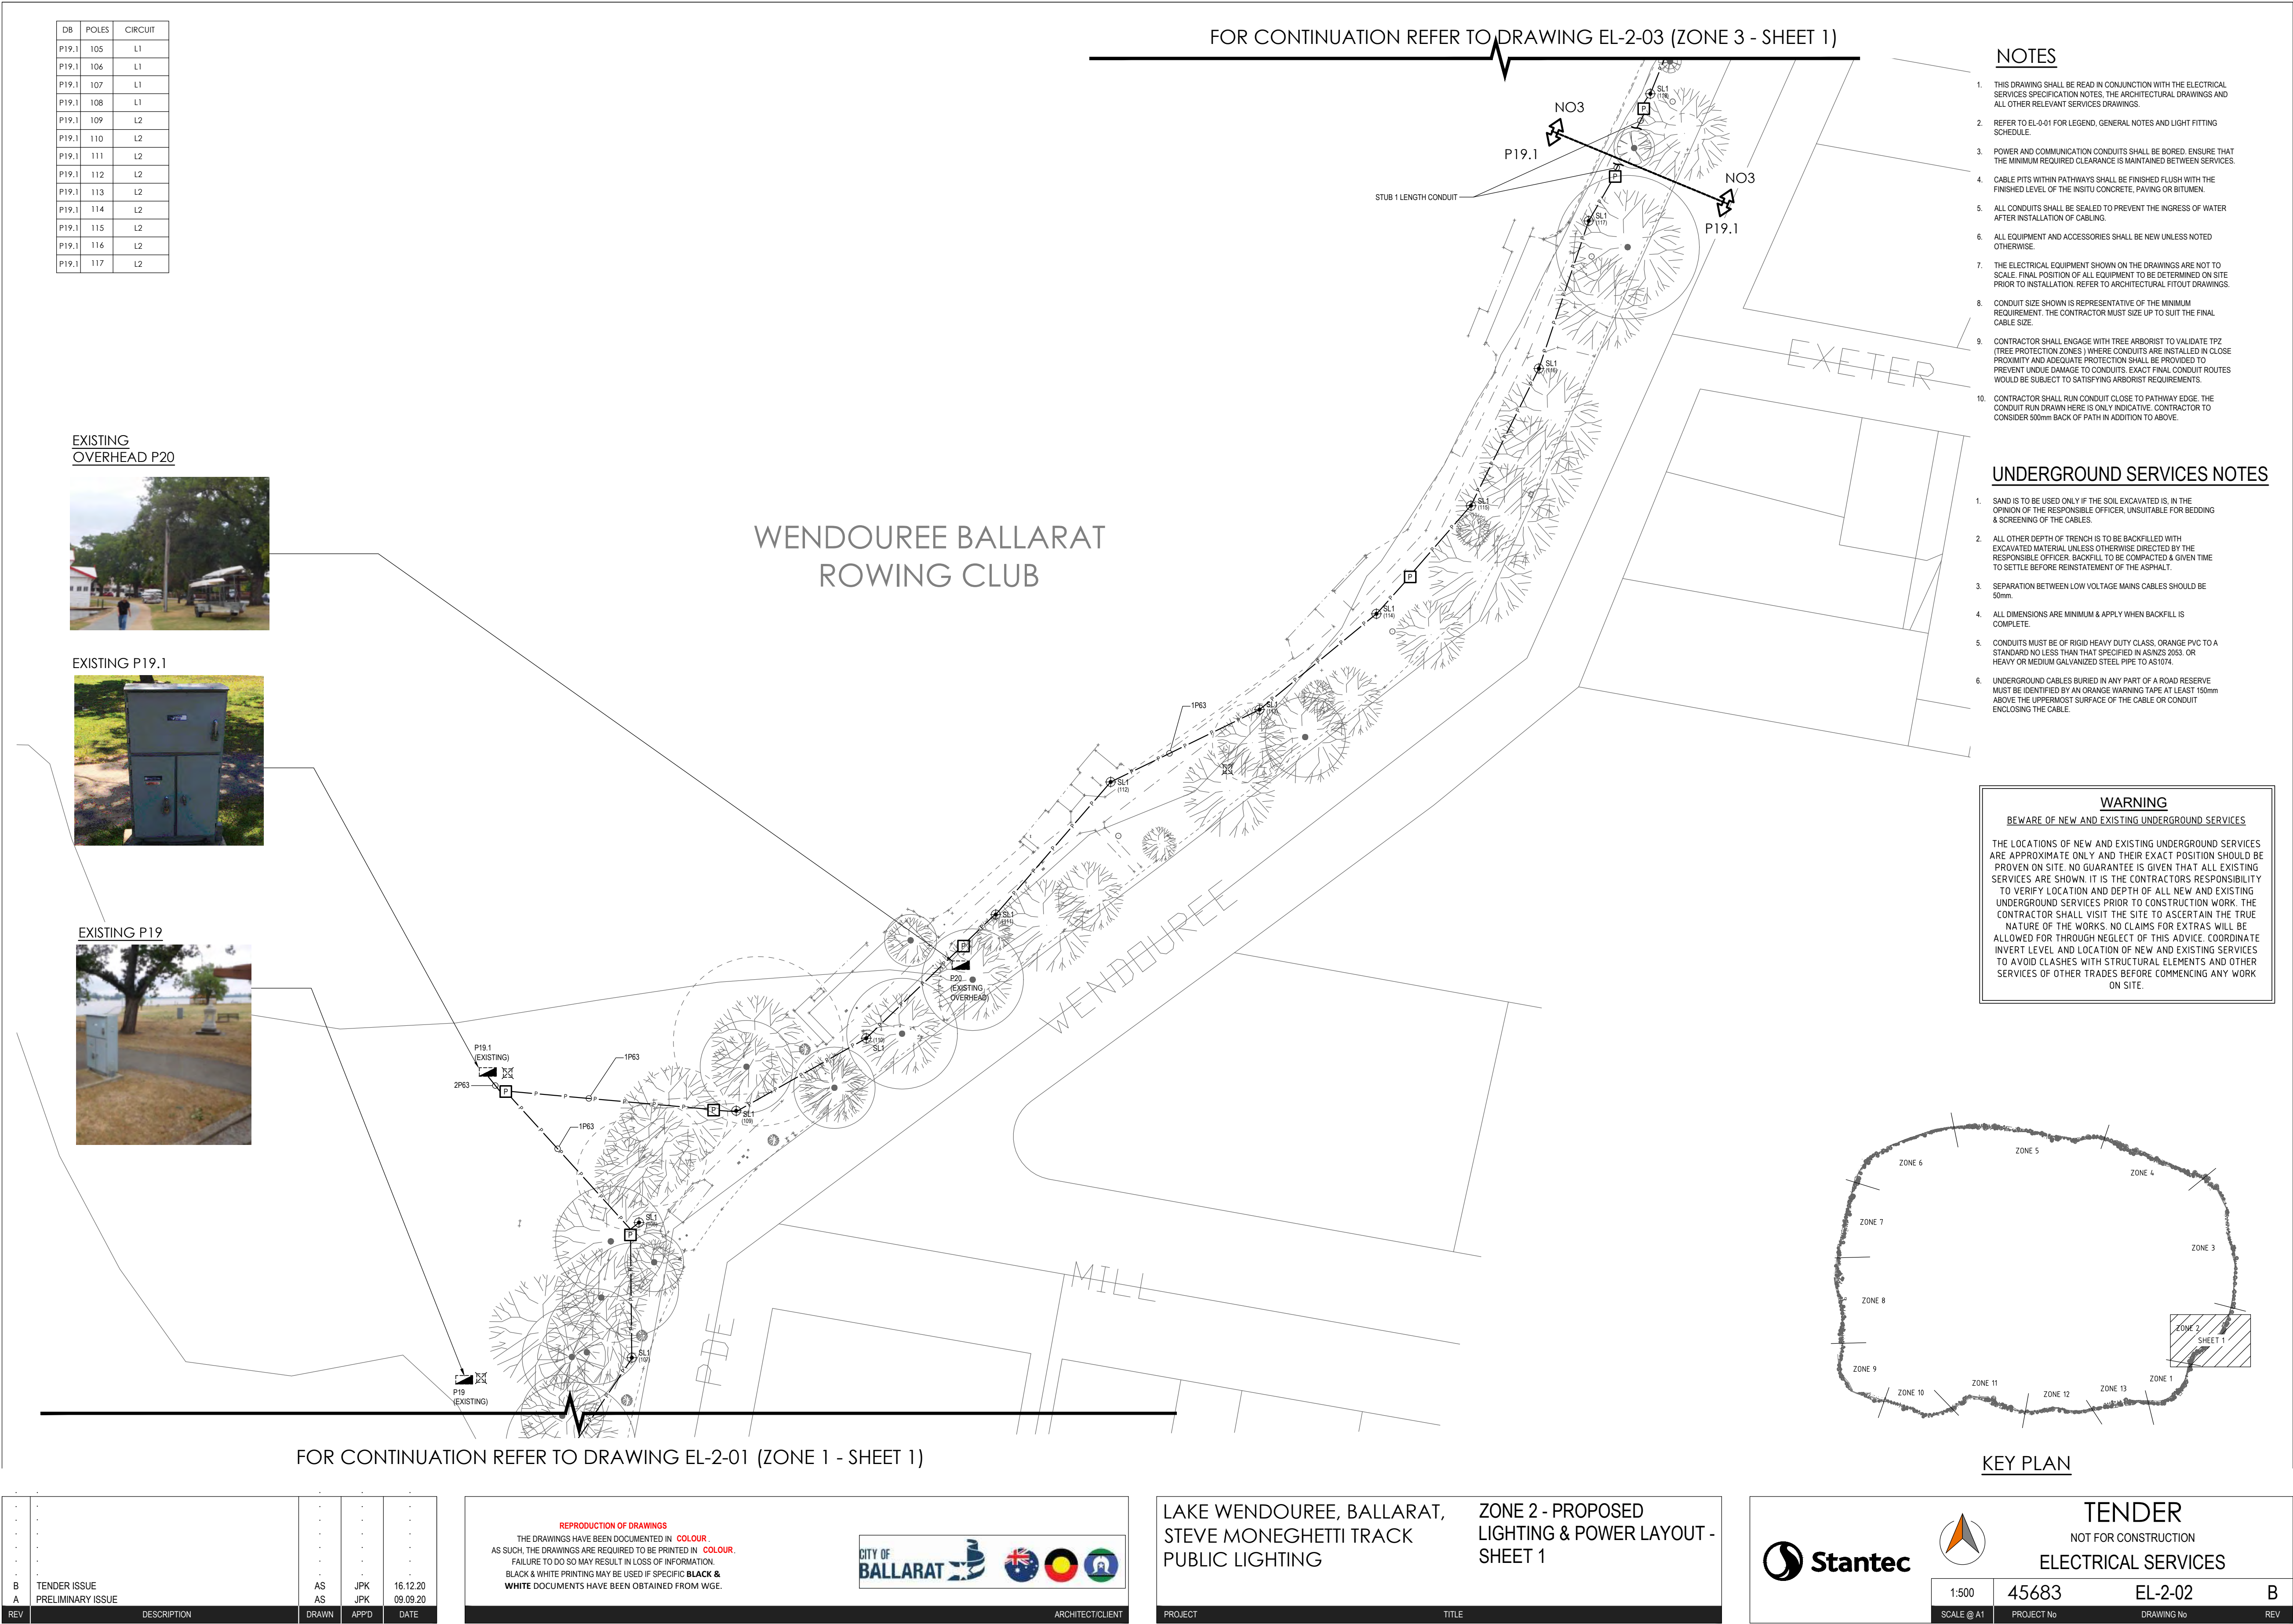 DB POLES CIRCUIT
P19.1 105 L1
P19.1 106 L1
P19.1 107 L1
P19.1 108 L1
P19.1 109 L2
P19.1 110 L2
P19.1 111 L2
P19.1 112 L2
P19.1 113 L2
P19.1 114 L2
P19.1 115 L2
P19.1 116 L2
P19.1 117 L2
FOR CONTINUATION REFER TO DRAWING EL-2-03 (ZONE 3 - SHEET 1)
SL1
P
NO3
P19.1
NO3
P19.1
STUB 1 LENGTH CONDUIT
P
SL1
(117)
SL1
(116)
EXETER
SL1
(115)
P
SL1
(114)
1P63
SL1
SL1
(112)
SL1
(111)
P
P20
(EXISTING
OVERHEAD)
WENDOUREE
(110)
SL1
WENDOUREE BALLARAT
ROWING CLUB
EXISTING
OVERHEAD P20
EXISTING P19.1
EXISTING P19
P19.1
(EXISTING)
2P63
P
1P63
P
SL1
(109)
1P63
SL1
P
SL1
(107)
MILL
PDE
P19
(EXISTING)
FOR CONTINUATION REFER TO DRAWING EL-2-01 (ZONE 1 - SHEET 1)
NOTES
1. THIS DRAWING SHALL BE READ IN CONJUNCTION WITH THE ELECTRICAL
SERVICES SPECIFICATION NOTES, THE ARCHITECTURAL DRAWINGS AND
ALL OTHER RELEVANT SERVICES DRAWINGS.
2. REFER TO EL-0-01 FOR LEGEND, GENERAL NOTES AND LIGHT FITTING
SCHEDULE.
3. POWER AND COMMUNICATION CONDUITS SHALL BE BORED. ENSURE THAT
THE MINIMUM REQUIRED CLEARANCE IS MAINTAINED BETWEEN SERVICES.
4. CABLE PITS WITHIN PATHWAYS SHALL BE FINISHED FLUSH WITH THE
FINISHED LEVEL OF THE INSITU CONCRETE, PAVING OR BITUMEN.
5. ALL CONDUITS SHALL BE SEALED TO PREVENT THE INGRESS OF WATER
AFTER INSTALLATION OF CABLING.
6. ALL EQUIPMENT AND ACCESSORIES SHALL BE NEW UNLESS NOTED
OTHERWISE.
7. THE ELECTRICAL EQUIPMENT SHOWN ON THE DRAWINGS ARE NOT TO
SCALE. FINAL POSITION OF ALL EQUIPMENT TO BE DETERMINED ON SITE
PRIOR TO INSTALLATION. REFER TO ARCHITECTURAL FITOUT DRAWINGS.
8. CONDUIT SIZE SHOWN IS REPRESENTATIVE OF THE MINIMUM
REQUIREMENT. THE CONTRACTOR MUST SIZE UP TO SUIT THE FINAL
CABLE SIZE.
9. CONTRACTOR SHALL ENGAGE WITH TREE ARBORIST TO VALIDATE TPZ
(TREE PROTECTION ZONES ) WHERE CONDUITS ARE INSTALLED IN CLOSE
PROXIMITY AND ADEQUATE PROTECTION SHALL BE PROVIDED TO
PREVENT UNDUE DAMAGE TO CONDUITS. EXACT FINAL CONDUIT ROUTES
WOULD BE SUBJECT TO SATISFYING ARBORIST REQUIREMENTS.
10. CONTRACTOR SHALL RUN CONDUIT CLOSE TO PATHWAY EDGE. THE
CONDUIT RUN DRAWN HERE IS ONLY INDICATIVE. CONTRACTOR TO
CONSIDER 500mm BACK OF PATH IN ADDITION TO ABOVE.
UNDERGROUND SERVICES NOTES
1. SAND IS TO BE USED ONLY IF THE SOIL EXCAVATED IS, IN THE
OPINION OF THE RESPONSIBLE OFFICER, UNSUITABLE FOR BEDDING
& SCREENING OF THE CABLES.
2. ALL OTHER DEPTH OF TRENCH IS TO BE BACKFILLED WITH
EXCAVATED MATERIAL UNLESS OTHERWISE DIRECTED BY THE
RESPONSIBLE OFFICER. BACKFILL TO BE COMPACTED & GIVEN TIME
TO SETTLE BEFORE REINSTATEMENT OF THE ASPHALT.
3. SEPARATION BETWEEN LOW VOLTAGE MAINS CABLES SHOULD BE
50mm.
4. ALL DIMENSIONS ARE MINIMUM & APPLY WHEN BACKFILL IS
COMPLETE.
5. CONDUITS MUST BE OF RIGID HEAVY DUTY CLASS, ORANGE PVC TO A
STANDARD NO LESS THAN THAT SPECIFIED IN AS/NZS 2053. OR
HEAVY OR MEDIUM GALVANIZED STEEL PIPE TO AS1074.
6. UNDERGROUND CABLES BURIED IN ANY PART OF A ROAD RESERVE
MUST BE IDENTIFIED BY AN ORANGE WARNING TAPE AT LEAST 150mm
ABOVE THE UPPERMOST SURFACE OF THE CABLE OR CONDUIT
ENCLOSING THE CABLE.
WARNING
BEWARE OF NEW AND EXISTING UNDERGROUND SERVICES
THE LOCATIONS OF NEW AND EXISTING UNDERGROUND SERVICES
ARE APPROXIMATE ONLY AND THEIR EXACT POSITION SHOULD BE
PROVEN ON SITE. NO GUARANTEE IS GIVEN THAT ALL EXISTING
SERVICES ARE SHOWN. IT IS THE CONTRACTORS RESPONSIBILITY
TO VERIFY LOCATION AND DEPTH OF ALL NEW AND EXISTING
UNDERGROUND SERVICES PRIOR TO CONSTRUCTION WORK. THE
CONTRACTOR SHALL VISIT THE SITE TO ASCERTAIN THE TRUE
NATURE OF THE WORKS. NO CLAIMS FOR EXTRAS WILL BE
ALLOWED FOR THROUGH NEGLECT OF THIS ADVICE. COORDINATE
INVERT LEVEL AND LOCATION OF NEW AND EXISTING SERVICES
TO AVOID CLASHES WITH STRUCTURAL ELEMENTS AND OTHER
SERVICES OF OTHER TRADES BEFORE COMMENCING ANY WORK
ON SITE.
ZONE 6
ZONE 5
ZONE 4
ZONE 7
ZONE 3
ZONE 8
ZONE 2
SHEET 1
ZONE 9
ZONE 10
ZONE 11
ZONE 12
ZONE 13
ZONE 1
KEY PLAN
B TENDER ISSUE AS JPK 16.12.20
A PRELIMINARY ISSUE AS JPK 09.09.20
REV DESCRIPTION DRAWN APP'D DATE
REPRODUCTION OF DRAWINGS
THE DRAWINGS HAVE BEEN DOCUMENTED IN COLOUR .
AS SUCH, THE DRAWINGS ARE REQUIRED TO BE PRINTED IN COLOUR.
FAILURE TO DO SO MAY RESULT IN LOSS OF INFORMATION.
BLACK & WHITE PRINTING MAY BE USED IF SPECIFIC BLACK &
WHITE DOCUMENTS HAVE BEEN OBTAINED FROM WGE.
CITY OF
BALLARAT
ARCHITECT/CLIENT
LAKE WENDOUREE, BALLARAT,
STEVE MONEGHETTI TRACK
PUBLIC LIGHTING
PROJECT
ZONE 2 - PROPOSED
LIGHTING & POWER LAYOUT -
SHEET 1
TITLE
Stantec
TENDER
NOT FOR CONSTRUCTION
ELECTRICAL SERVICES
1:500 45683 EL-2-02 B
SCALE @ A1 PROJECT No DRAWING No REV